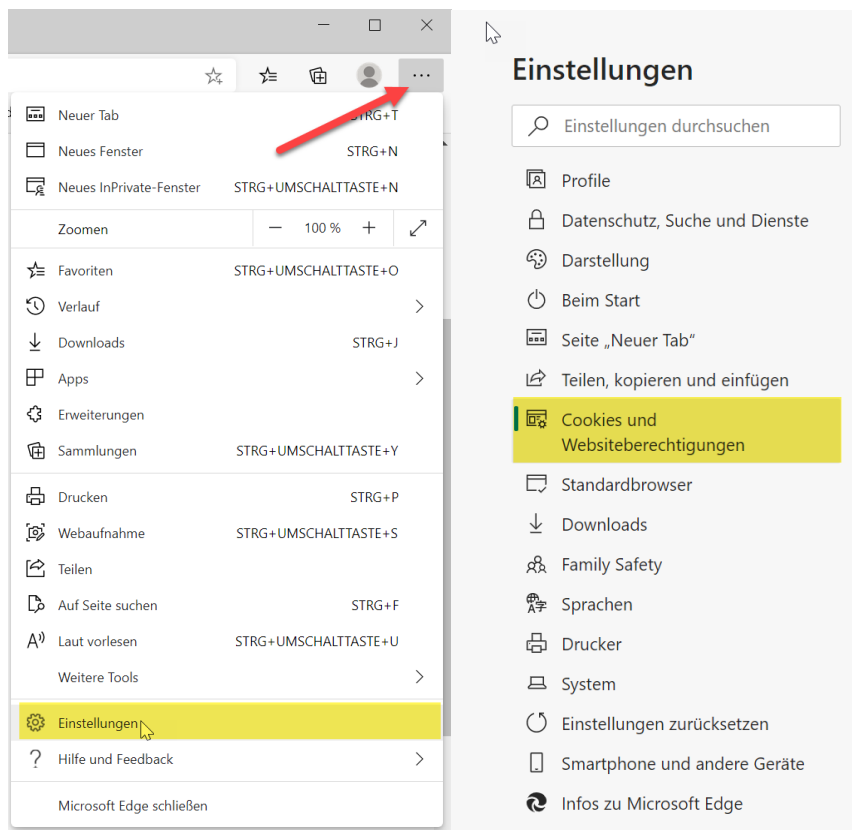 Neuer Tab STRG+T
Neues Fenster STRG+N
Neues InPrivate-Fenster STRG+UMSCHALTTASTE+N
Zoomen — 100 % +
Favoriten STRG+UMSCHALTTASTE+O
Verlauf
Downloads STRG+J
Apps
Erweiterungen
Sammlungen STRG+UMSCHALTTASTE+Y
Drucken STRG+P
Webaufnahme STRG+UMSCHALTTASTE+S
Teilen
Auf Seite suchen STRG+F
Laut vorlesen STRG+UMSCHALTTASTE+U
Weitere Tools
Einstellungen
? Hilfe und Feedback
Microsoft Edge schließen
Einstellungen
Einstellungen durchsuchen
Profile
Datenschutz, Suche und Dienste
Darstellung
Beim Start
Seite „Neuer Tab“
Teilen, kopieren und einfügen
Cookies und
Websiteberechtigungen
Standardbrowser
Downloads
Family Safety
Sprachen
Drucker
System
Einstellungen zurücksetzen
Smartphone und andere Geräte
Infos zu Microsoft Edge